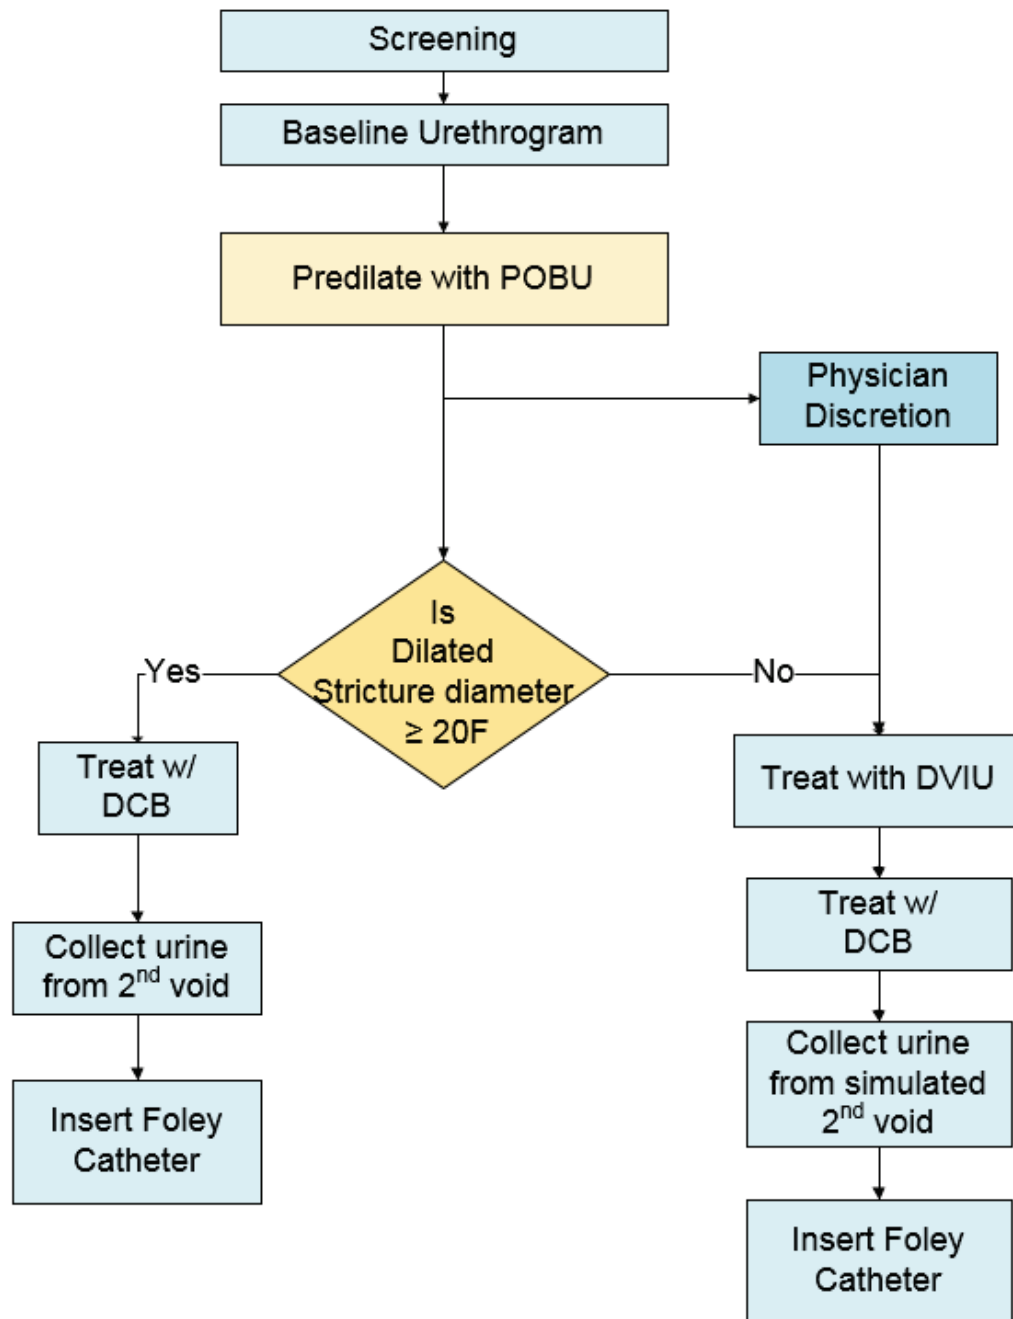 Screening
Baseline Urethrogram
Predilate with POBU
Physician
Discretion
Is
Dilated
Stricture diameter
≥ 20F
Yes
No
Treat w/
DCB
Collect urine
from 2nd void
Insert Foley
Catheter
Treat with DVIU
Treat w/
DCB
Collect urine
from simulated
2nd void
Insert Foley
Catheter